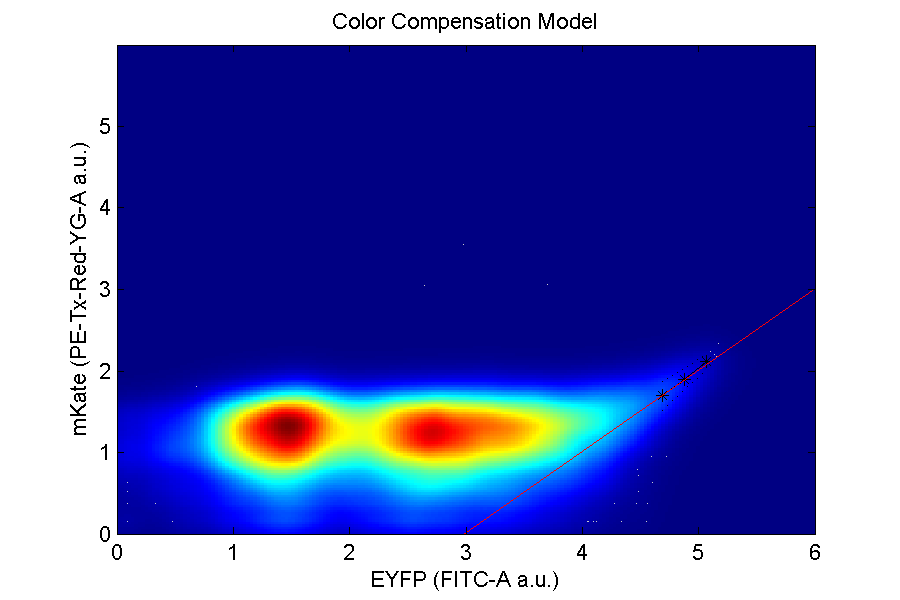 Color Compensation Model
mKate (PE-Tx-Red-YG-A a.u.)
5
4
3
2
1
0
0 1 2 3 4 5 6
EYFP (FITC-A a.u.)